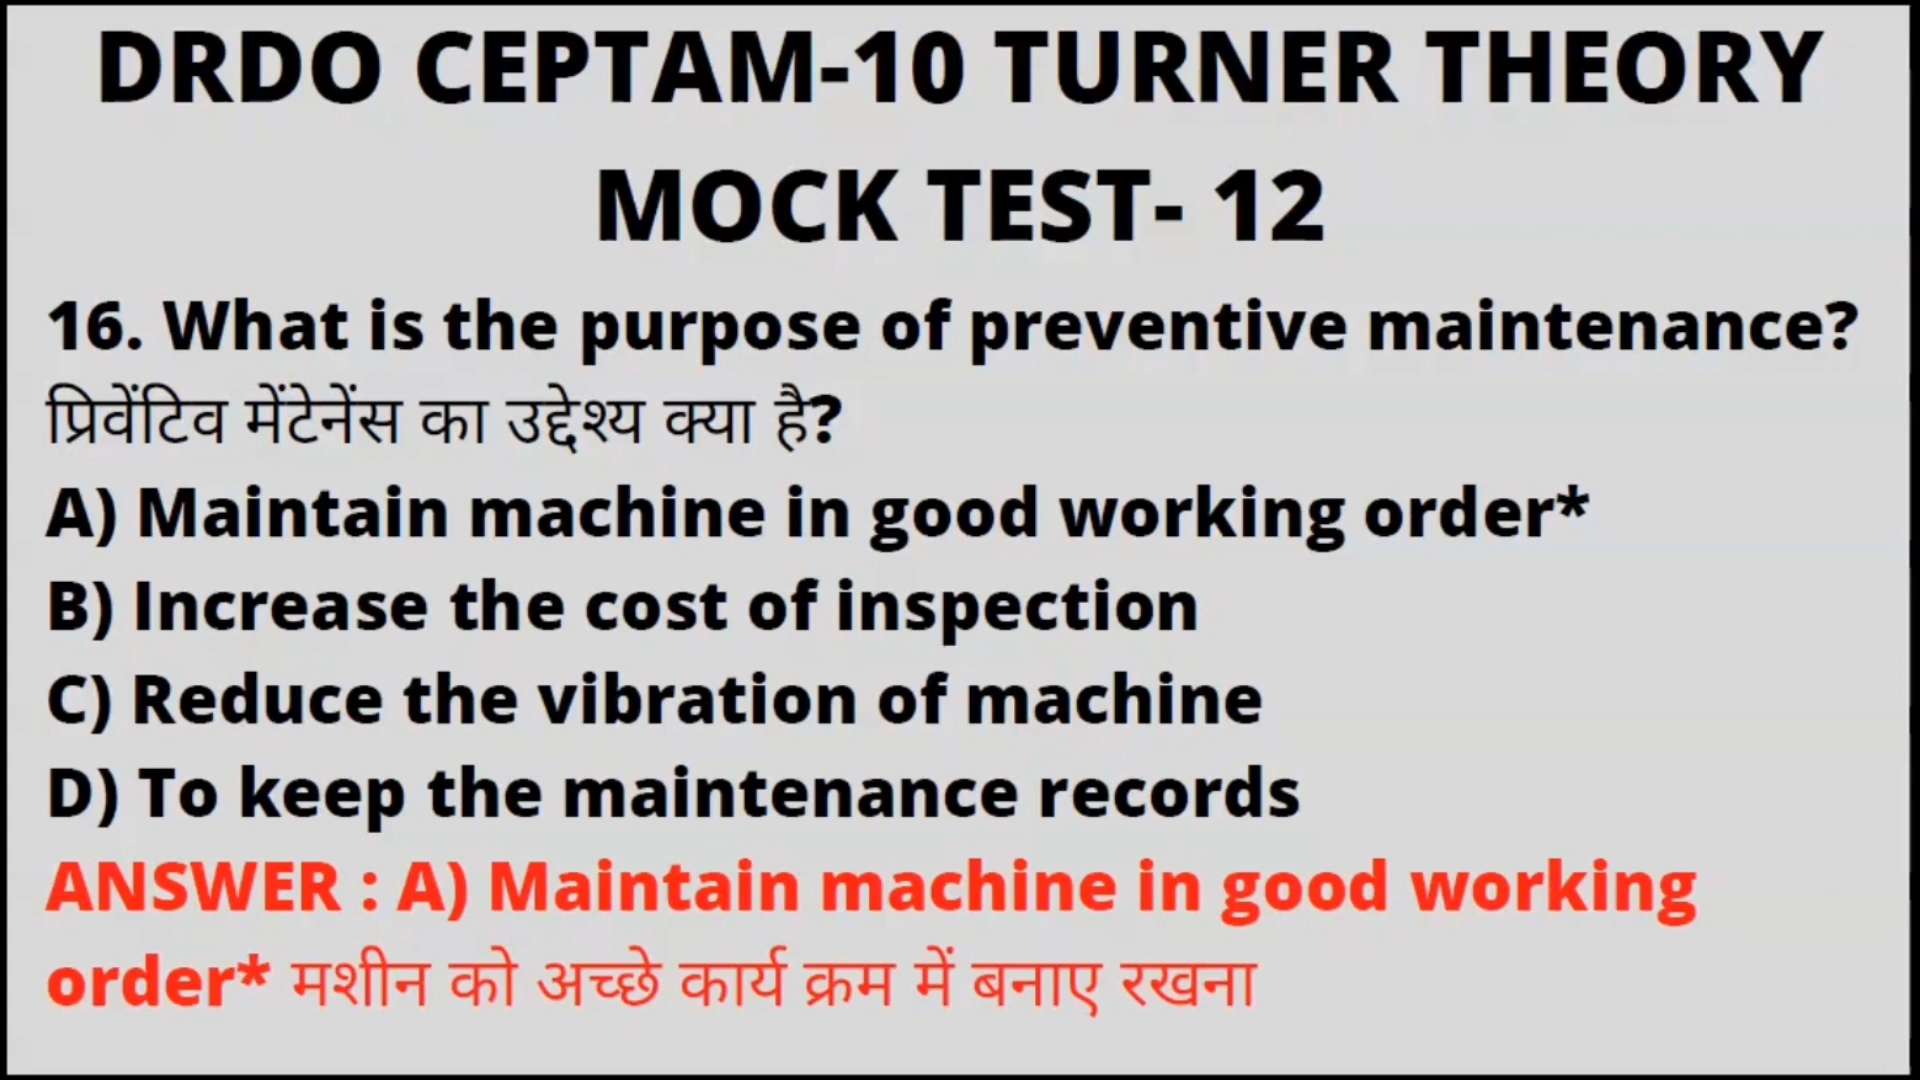 DRDO CEPTAM-10 TURNER THEORY
MOCK TEST- 12
16. What is the purpose of preventive maintenance?
प्रिवेंटिव मेंटेनेंस का उद्देश्य क्या है?
A) Maintain machine in good working order*
B) Increase the cost of inspection
C) Reduce the vibration of machine
D) To keep the maintenance records
ANSWER : A) Maintain machine in good working
order* मशीन को अच्छे कार्य क्रम में बनाए रखना